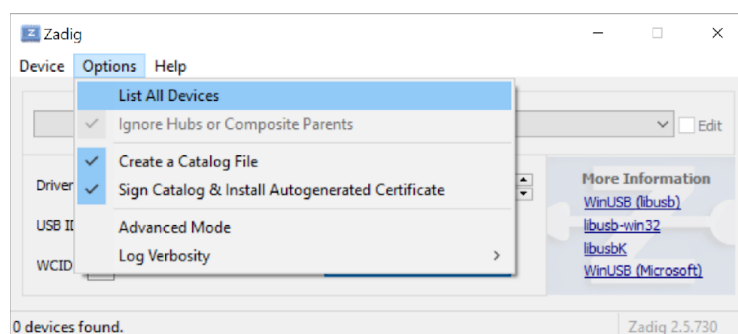 Zadig
Device Options Help
List All Devices
Ignore Hubs or Composite Parents
Edit
Create a Catalog File
Driver
Sign Catalog & Install Autogenerated Certificate
More Information
WinUSB (libusb)
USB ID
Advanced Mode
libusb-win32
Log Verbosity
libusbK
WCID
WinUSB (Microsoft)
0 devices found.
Zadig 2.5.730